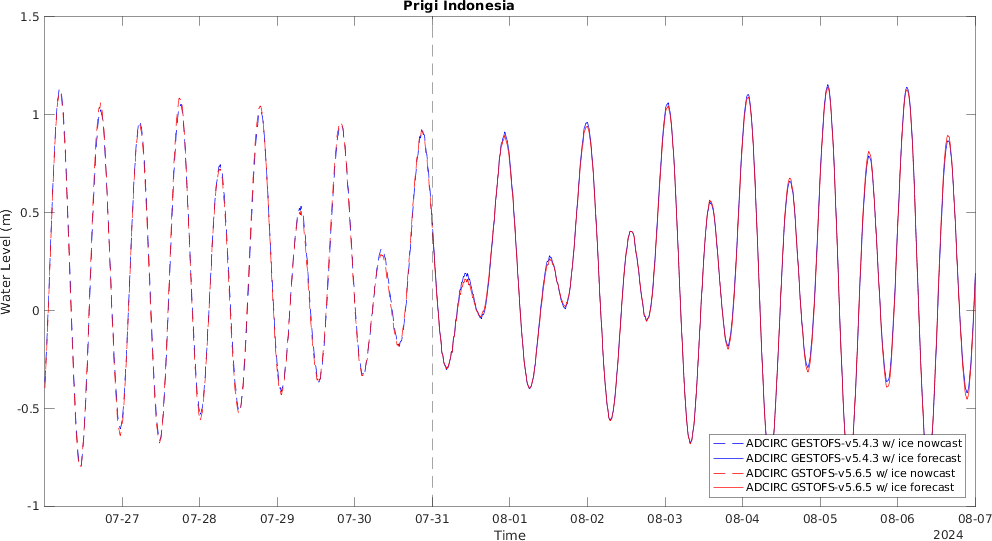 Prigi Indonesia
1.5
1
0.5
0
-0.5
-1
Water Level (m)
07-27
07-28
07-29
07-30
07-31
08-01
08-02
08-03
08-04
08-05
08-06
08-07
Time
2024
ADCIRC GESTOFS-v5.4.3 w/ ice nowcast
ADCIRC GESTOFS-v5.4.3 w/ ice forecast
ADCIRC GSTOFS-v5.6.5 w/ ice nowcast
ADCIRC GSTOFS-v5.6.5 w/ ice forecast